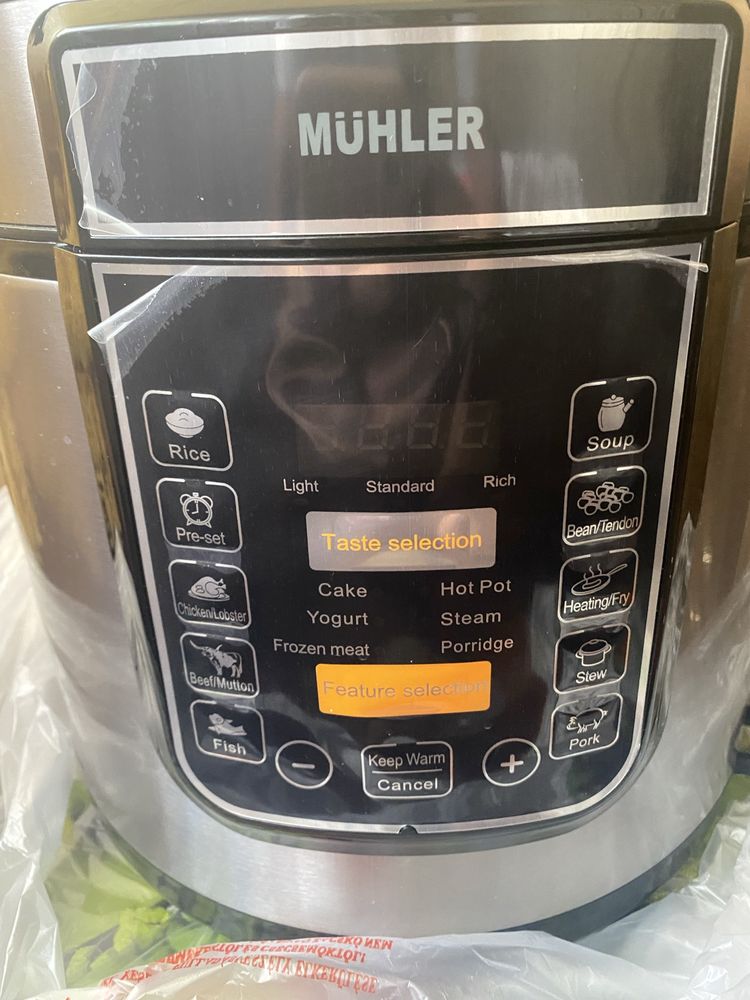 MÜHLER
Rice
Soup
Light Standard Rich
Pre-set
Bean/Tendon
Taste selection
Chicken/Lobster
Cake Hot Pot
Heating/Fry
Yogurt Steam
Frozen meat Porridge
Beef/Mutton
Stew
Feature selection
Fish
Pork
−
Keep Warm
Cancel
+